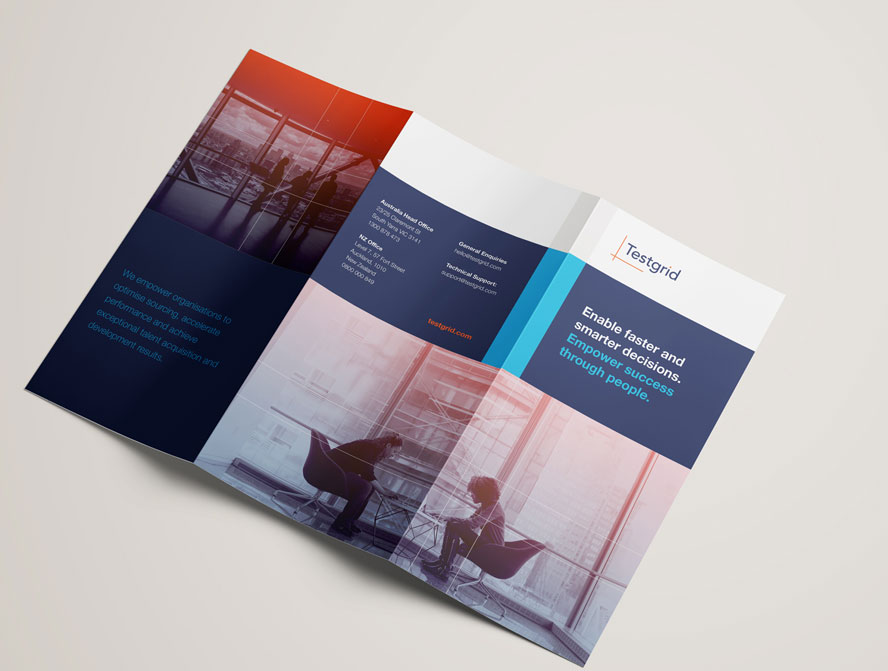 We empower organisations to
optimise sourcing, accelerate
performance and achieve
exceptional talent acquisition and
development results.
Australia Head Office
23/25 Claremont St
South Yarra VIC 3141
1300 878 473
NZ Office
Level 7, 57 Fort Street
Auckland, 1010
New Zealand
0800 000 849
General Enquiries
hello@testgrid.com
Technical Support:
support@testgrid.com
testgrid.com
Testgrid
Enable faster and
smarter decisions.
Empower success
through people.